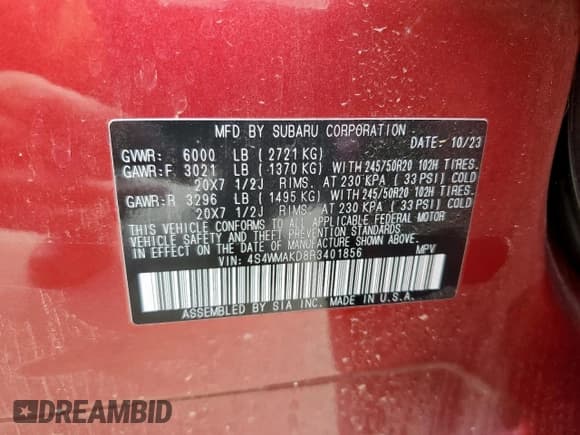 MFD BY SUBARU CORPORATION
DATE: 10/23
GVWR: 6000 LB (2721 KG)
GAWR:F 3021 LB (1370 KG) WITH 245/50R20 102H TIRES.
20X7 1/2J RIMS. AT 230 KPA (33 PSI) COLD
GAWR:R 3296 LB (1495 KG) WITH 245/50R20 102H TIRES.
20X7 1/2J RIMS. AT 230 KPA (33 PSI) COLD
THIS VEHICLE CONFORMS TO ALL APPLICABLE FEDERAL MOTOR
VEHICLE SAFETY AND THEFT PREVENTION STANDARDS
IN EFFECT ON THE DATE OF MANUFACTURE SHOWN ABOVE.
VIN: 4S4WMAKD8R3401856 MPV
ASSEMBLED BY SIA INC. MADE IN U.S.A.
DREAMBID